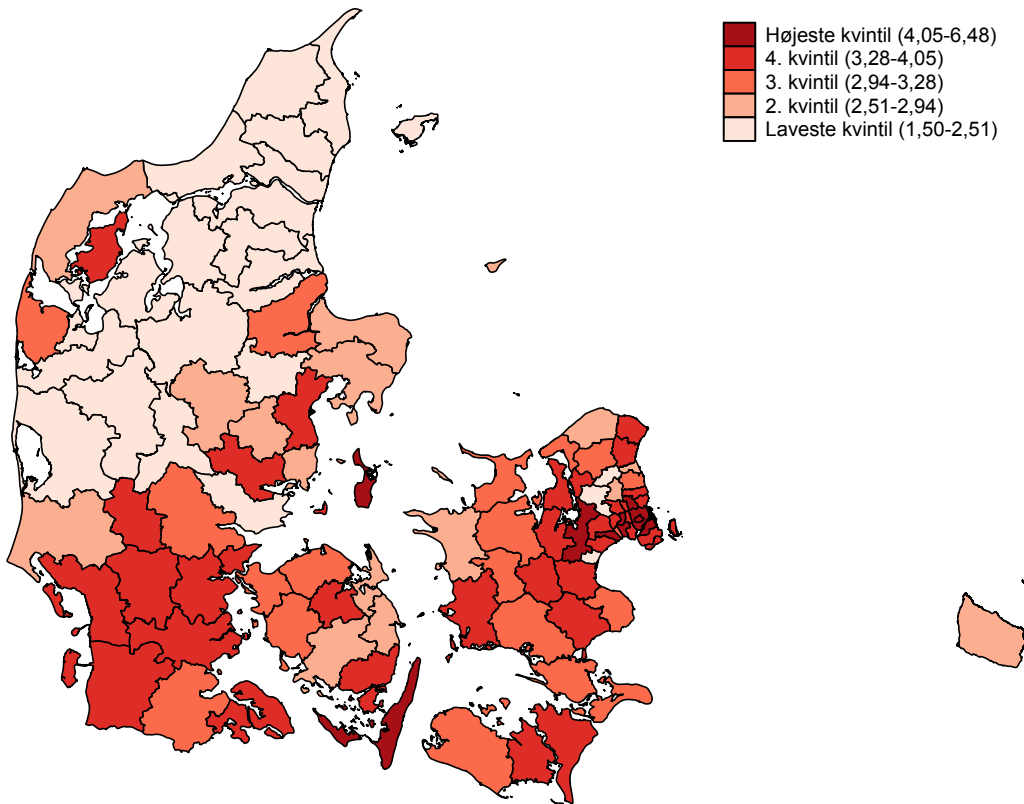 Højeste kvintil (4,05-6,48)
4. kvintil (3,28-4,05)
3. kvintil (2,94-3,28)
2. kvintil (2,51-2,94)
Laveste kvintil (1,50-2,51)